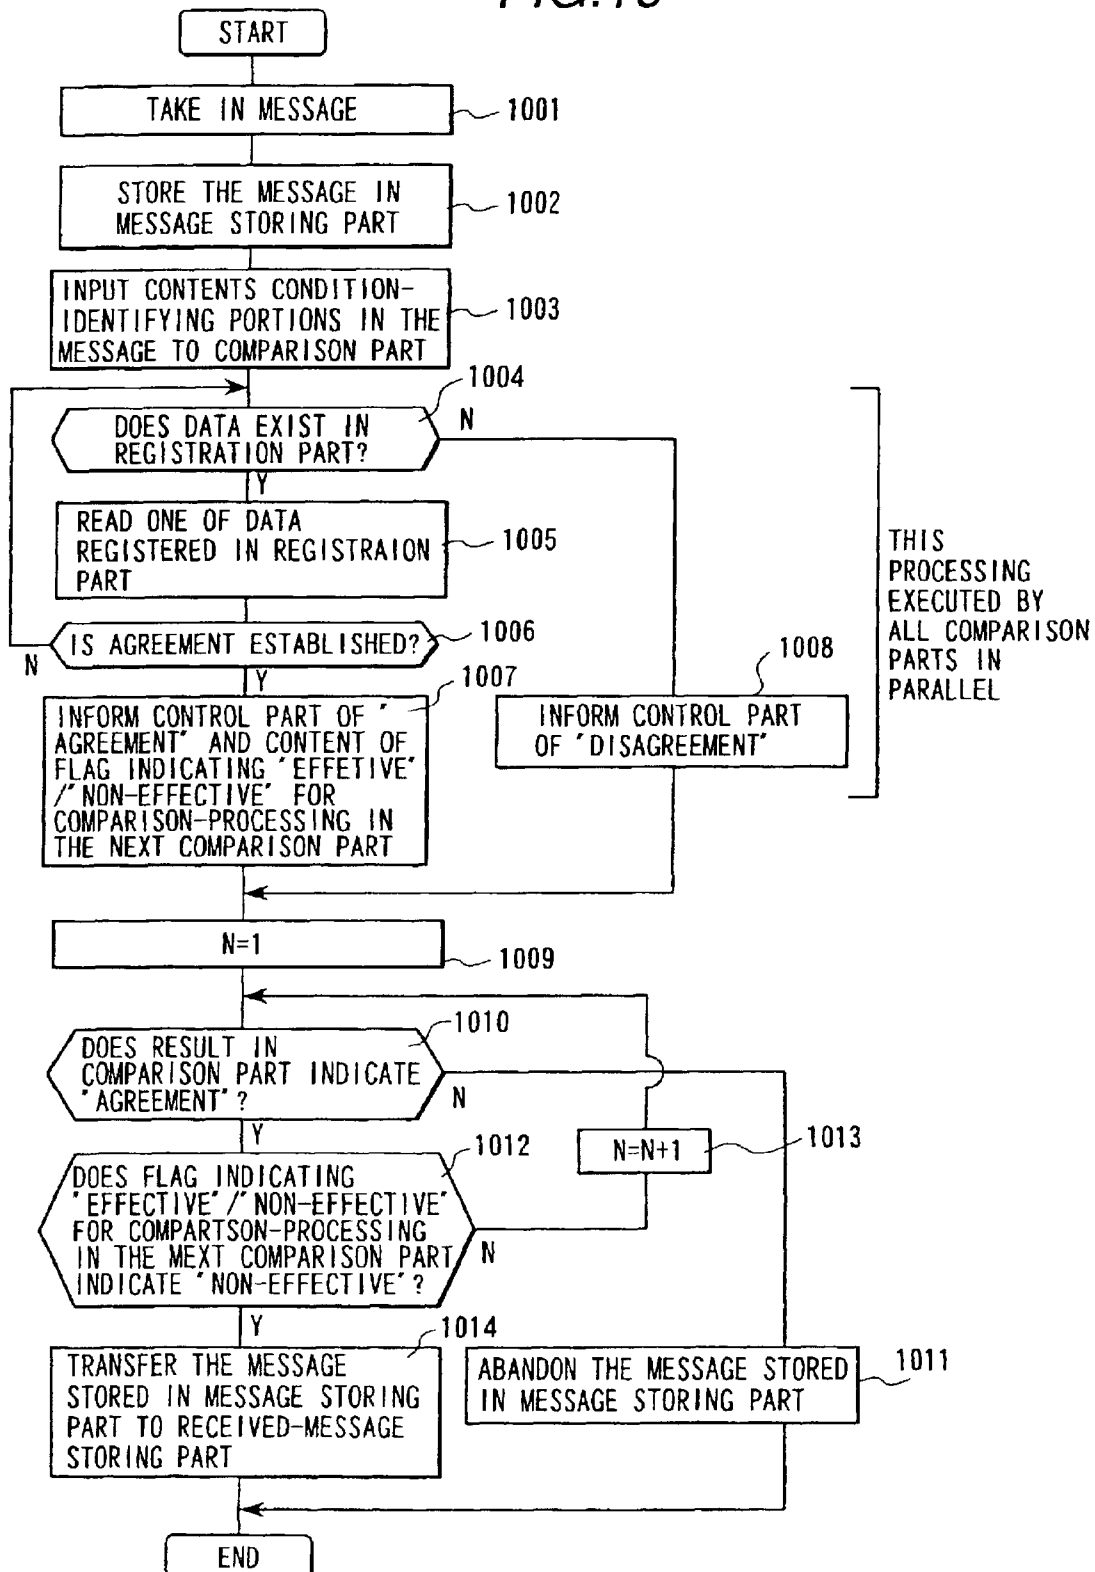 START
TAKE IN MESSAGE
1001
STORE THE MESSAGE IN
MESSAGE STORING PART
1002
INPUT CONTENTS CONDITION-
IDENTIFYING PORTIONS IN THE
MESSAGE TO COMPARISON PART
1003
1004
DOES DATA EXIST IN
REGISTRATION PART?
N
Y
READ ONE OF DATA
REGISTERED IN REGISTRAION
PART
1005
IS AGREEMENT ESTABLISHED?
1006
N
Y
1007
INFORM CONTROL PART OF "
AGREEMENT" AND CONTENT OF
FLAG INDICATING "EFFETIVE"
/"NON-EFFECTIVE" FOR
COMPARISON-PROCESSING IN
THE NEXT COMPARISON PART
1008
INFORM CONTROL PART
OF "DISAGREEMENT"
THIS
PROCESSING
EXECUTED BY
ALL COMPARISON
PARTS IN
PARALLEL
N=1
1009
1010
DOES RESULT IN
COMPARISON PART INDICATE
"AGREEMENT"?
N
Y
1012
DOES FLAG INDICATING
"EFFECTIVE"/"NON-EFFECTIVE"
FOR COMPARTSON-PROCESSING
IN THE MEXT COMPARISON PART
INDICATE "NON-EFFECTIVE"?
N
Y
N=N+1
1013
1014
TRANSFER THE MESSAGE
STORED IN MESSAGE STORING
PART TO RECEIVED-MESSAGE
STORING PART
ABANDON THE MESSAGE STORED
IN MESSAGE STORING PART
1011
END